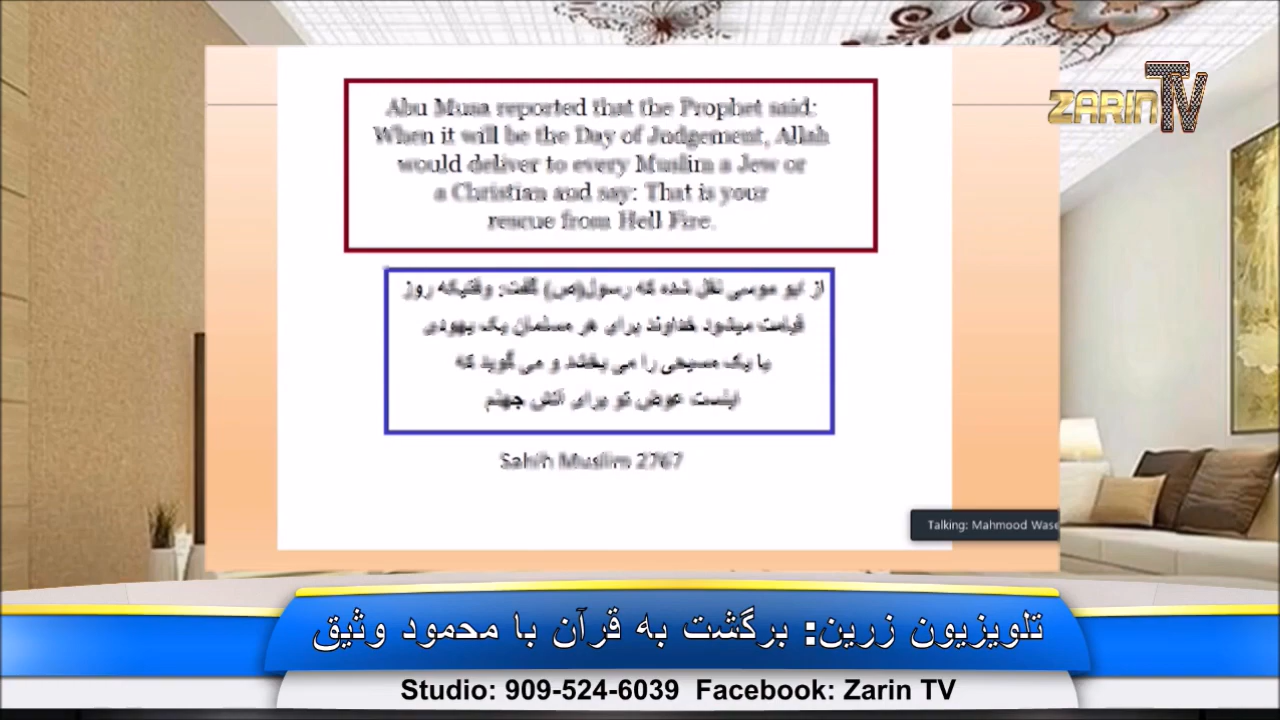 ZARIN TV
Abu Musa reported that the Prophet said:
When it will be the Day of Judgement, Allah
would deliver to every Muslim a Jew or
a Christian and say: That is your
rescue from Hell Fire.
از ابو موسی نقل شده که رسول(ص) گفت: وقتیکه روز
قیامت میشود خداوند برای هر مسلمان یک یهودی
یا یک مسیحی را می بخشد و می گوید که
اینست عوض تو برای آتش جهنم
Sahih Muslim 2767
Talking: Mahmood Wase
تلویزیون زرین: برگشت به قرآن با محمود وثیق
Studio: 909-524-6039 Facebook: Zarin TV